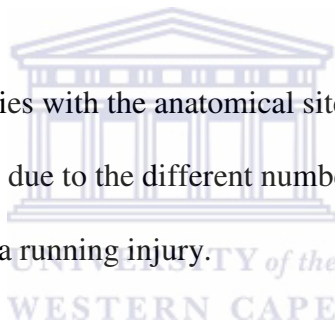 ies with the anatomical site
due to the different numbe
a running injury.
UNIVERSITY of the
WESTERN CAPE